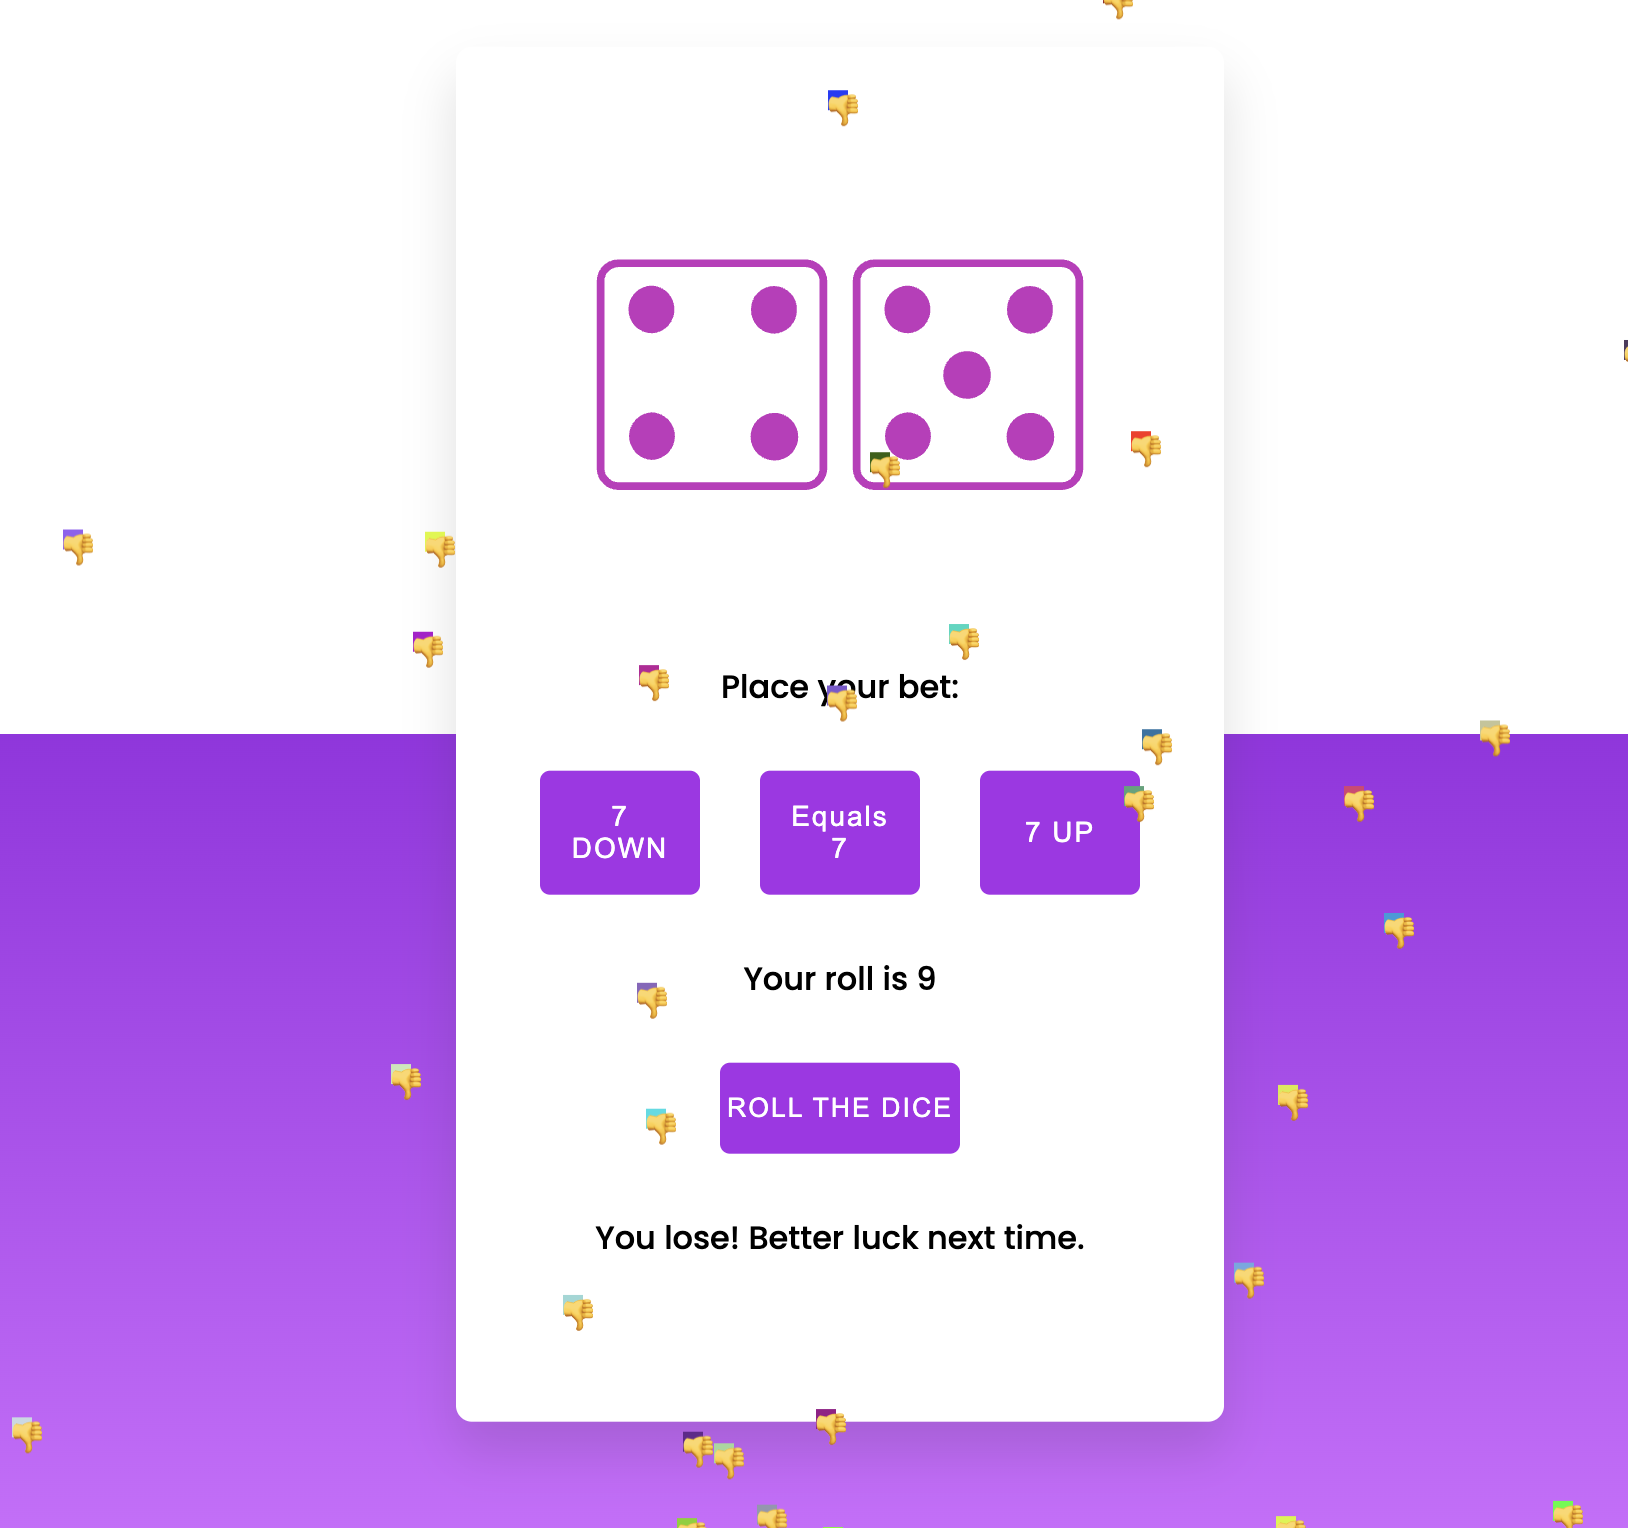 Place your bet:
7
DOWN
Equals
7
7 UP
Your roll is 9
ROLL THE DICE
You lose! Better luck next time.